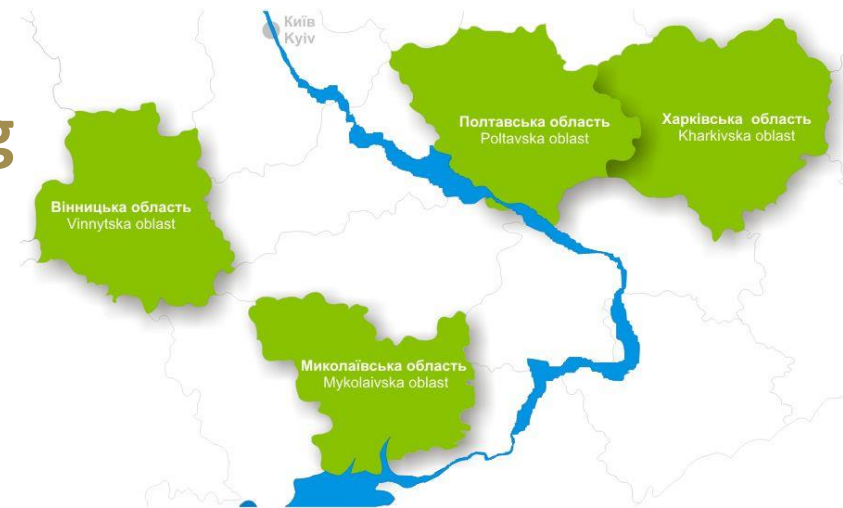 Київ
Kyiv
g
Полтавська область
Poltavska oblast
Харківська область
Kharkivska oblast
Вінницька область
Vinnytska oblast
Миколаївська область
Mykolaivska oblast